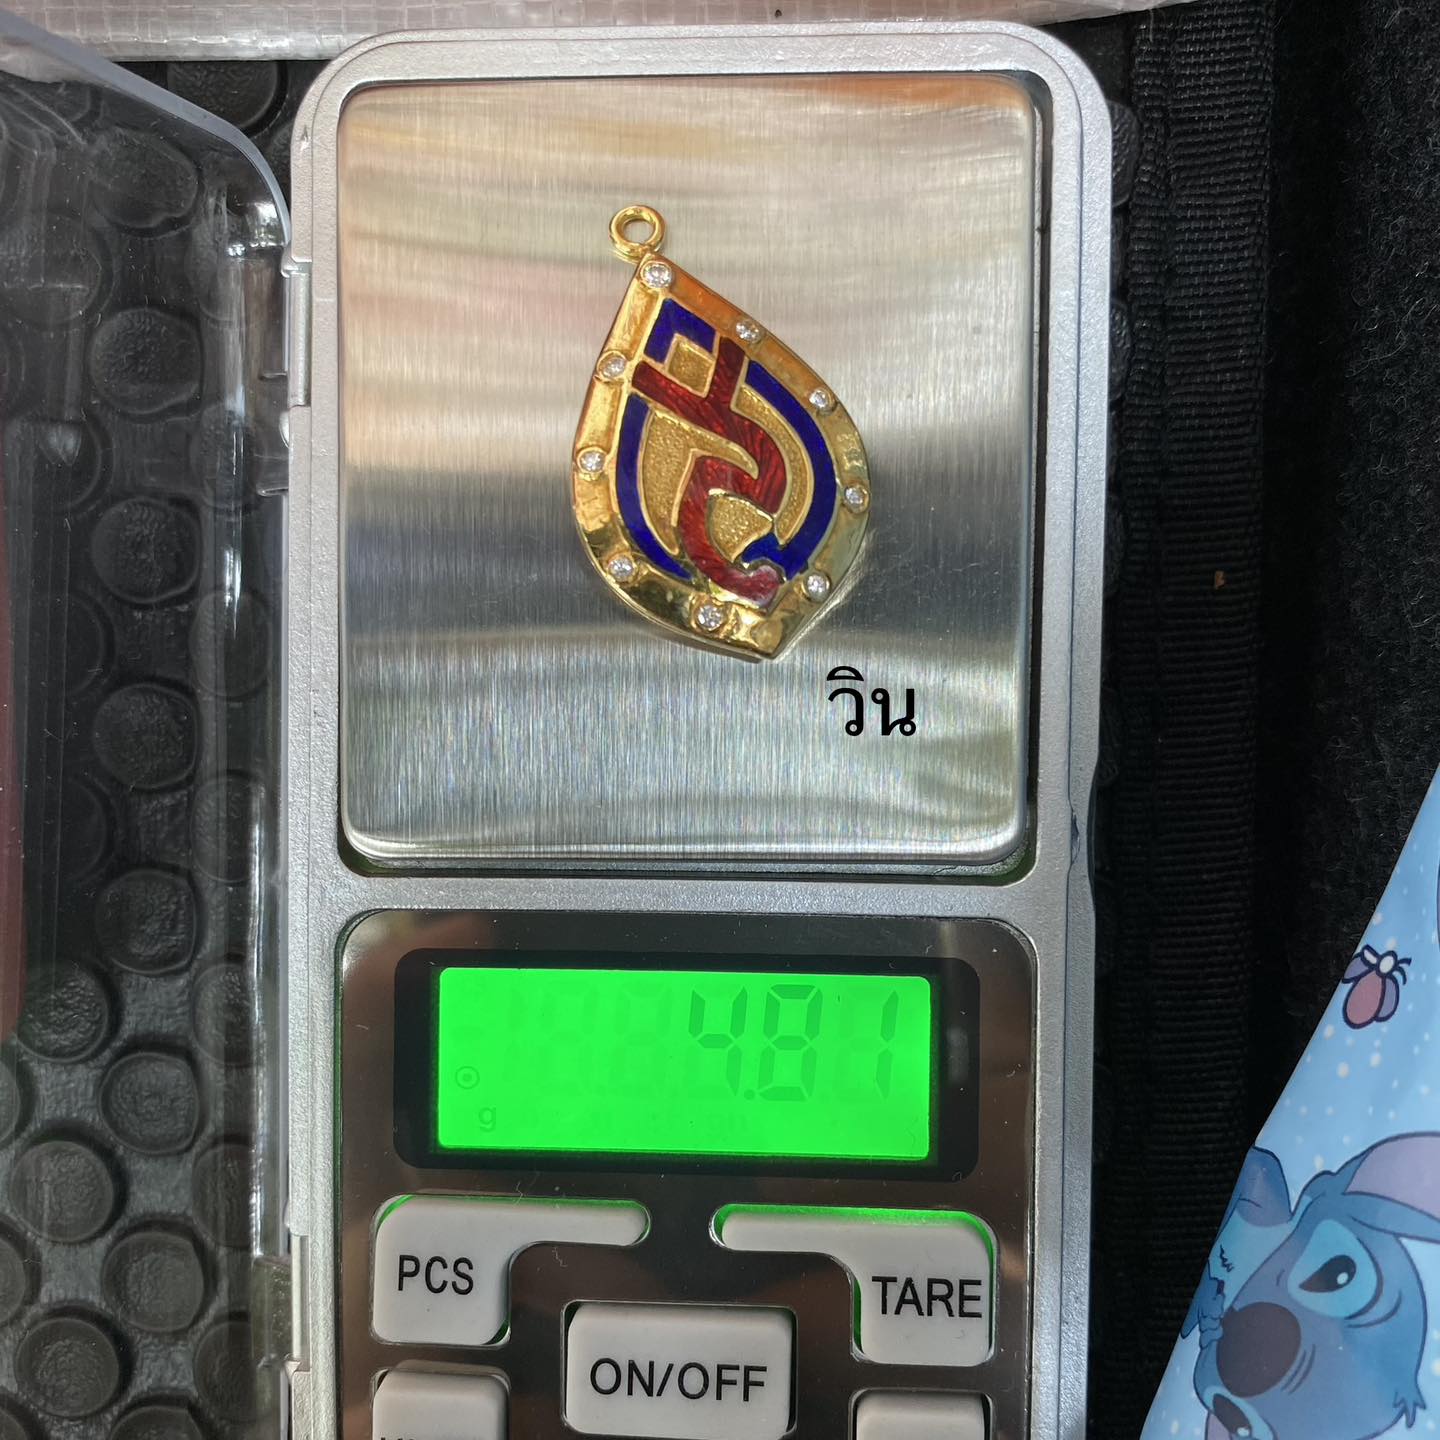 วิน
4.81
g
PCS
TARE
ON/OFF